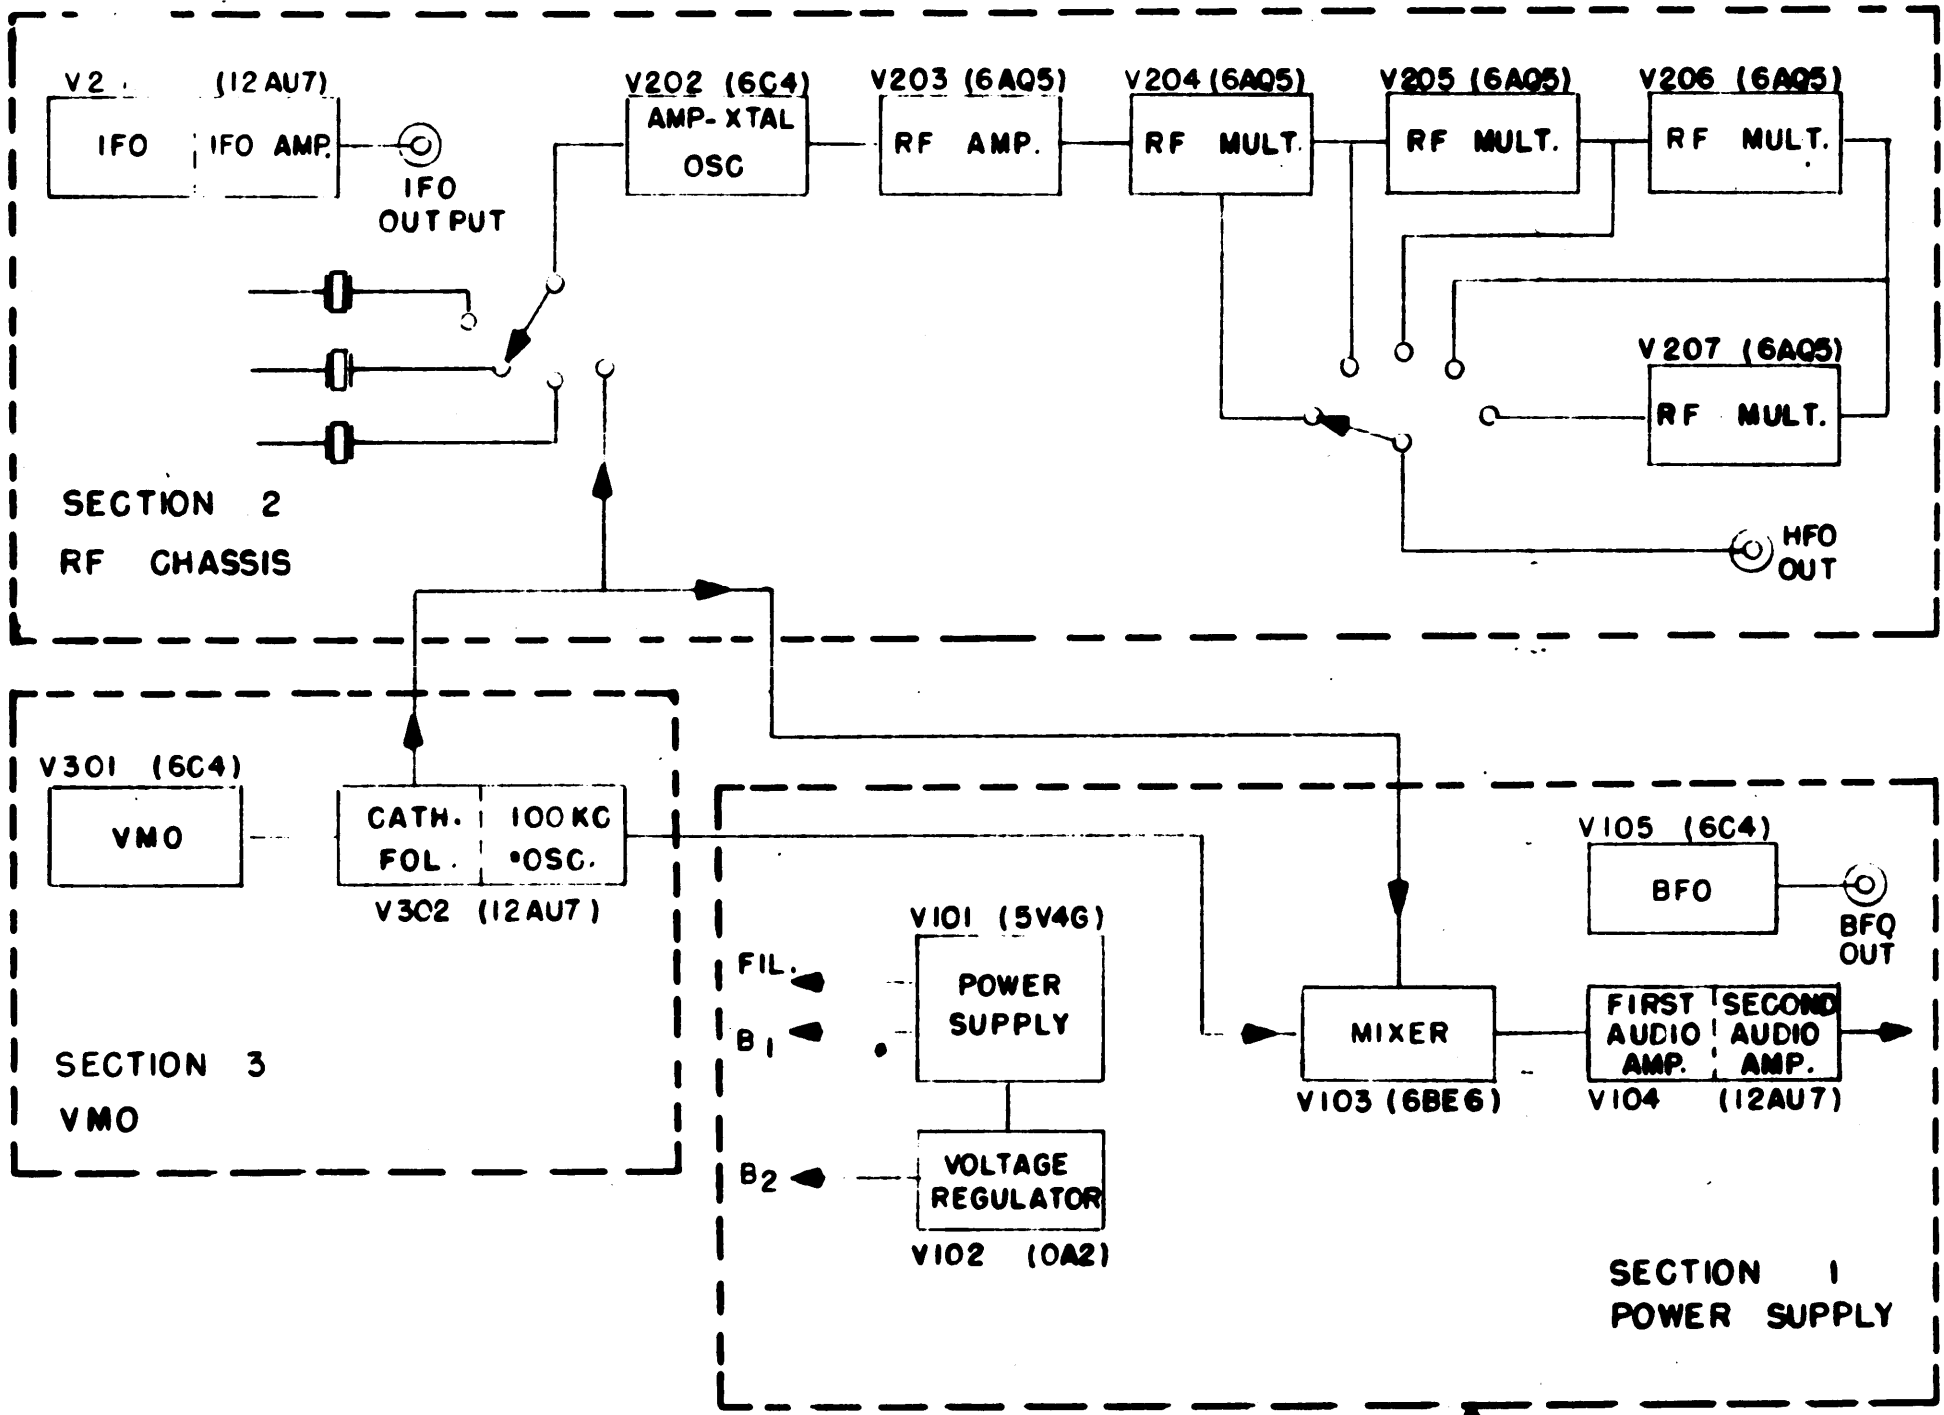 V2 (12AU7)
IFO IFO AMP.
IFO
OUTPUT
V202 (6C4)
AMP-XTAL
OSC
V203 (6AQ5)
RF AMP.
V204 (6AQ5)
RF MULT.
V205 (6AQ5)
RF MULT.
V206 (6AQ5)
RF MULT.
V207 (6AQ5)
RF MULT.
HFO
OUT
SECTION 2
RF CHASSIS
V301 (6C4)
VMO
CATH. 100KC
FOL. OSC.
V302 (12AU7)
SECTION 3
VMO
V101 (5V4G)
POWER
SUPPLY
FIL.
B1
B2
VOLTAGE
REGULATOR
V102 (0A2)
MIXER
V103 (6BE6)
V105 (6C4)
BFO
BFO
OUT
FIRST SECOND
AUDIO AUDIO
AMP. AMP.
V104 (12AU7)
SECTION 1
POWER SUPPLY